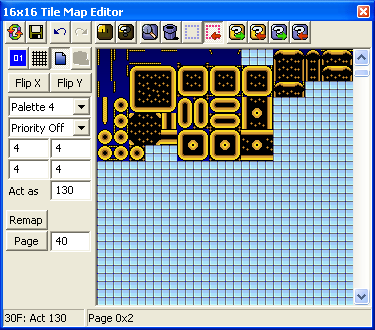 16x16 Tile Map Editor
01
Flip X Flip Y
Palette 4
Priority Off
4 4
4 4
Act as 130
Remap
Page 40
30F: Act 130 Page 0x2